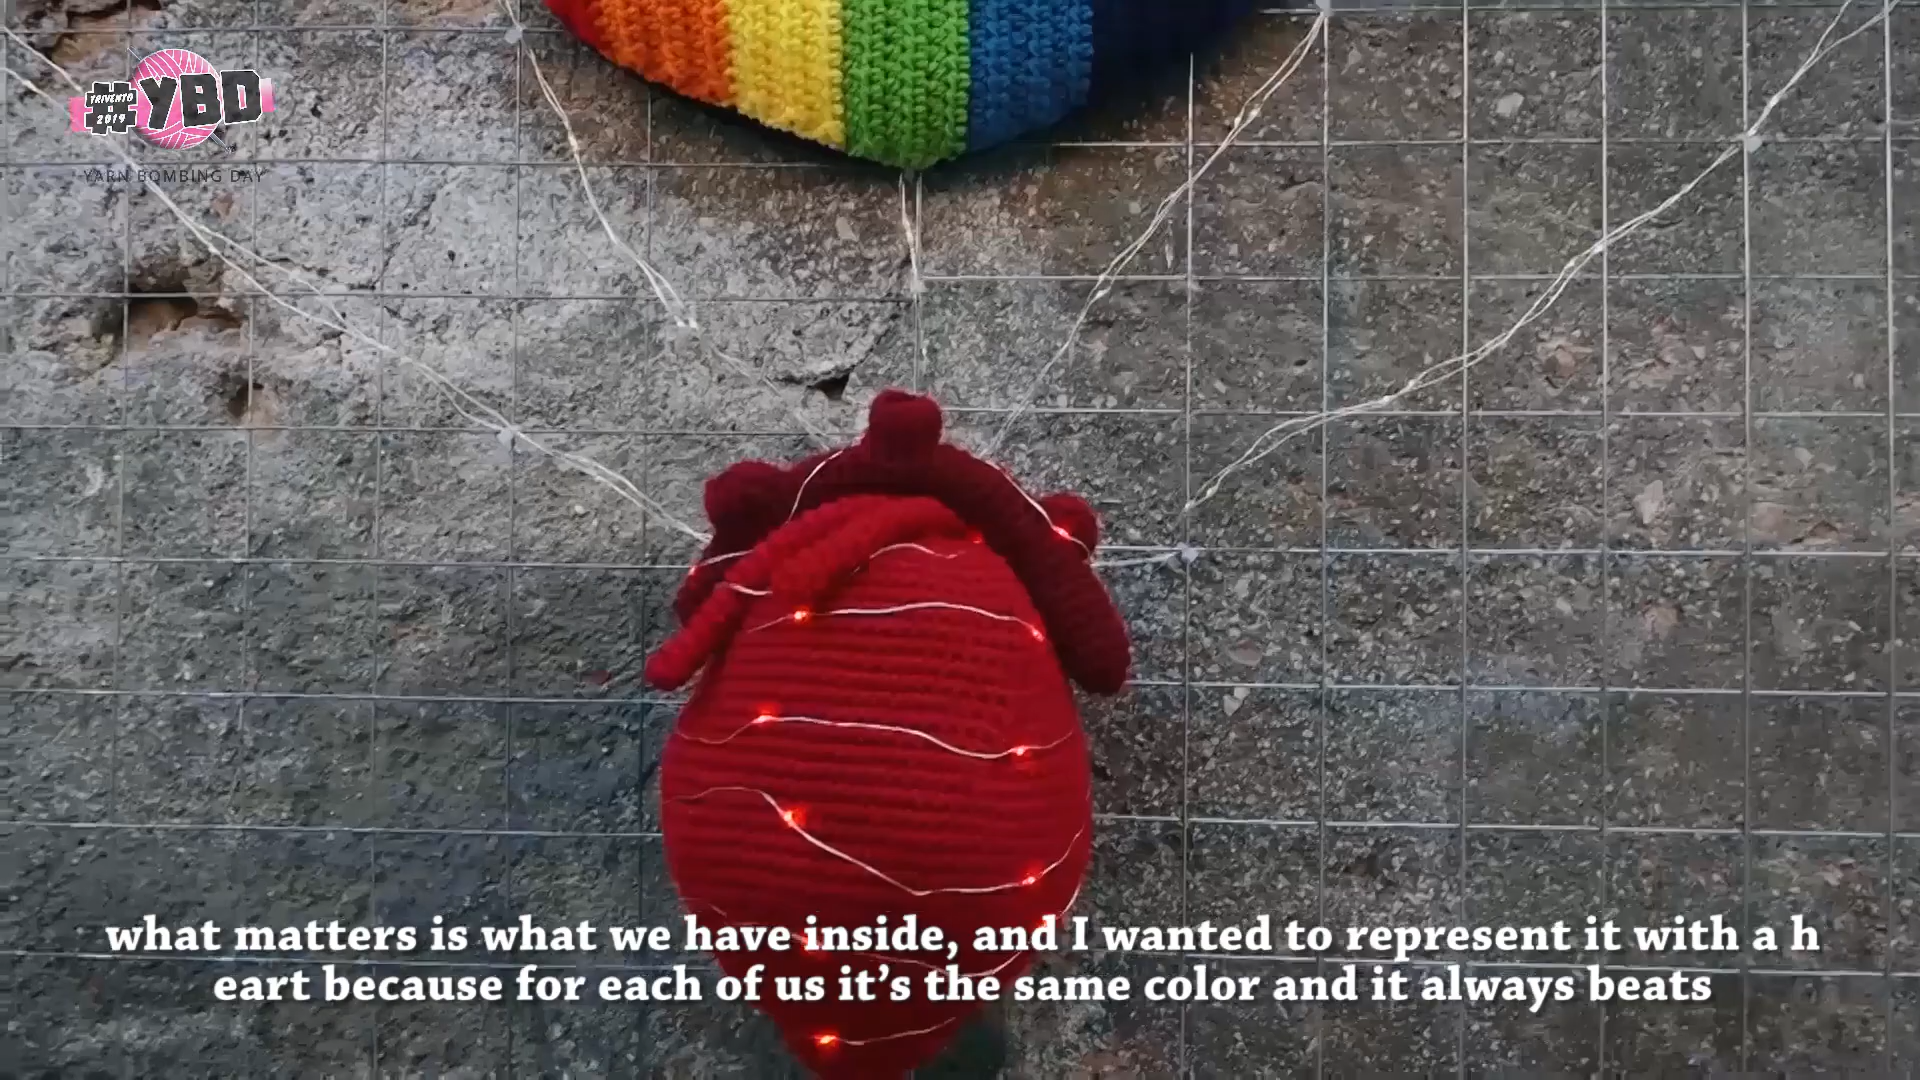 #YBD
TRIVENTO
2019
YARN BOMBING DAY
what matters is what we have inside, and I wanted to represent it with a h
eart because for each of us it’s the same color and it always beats